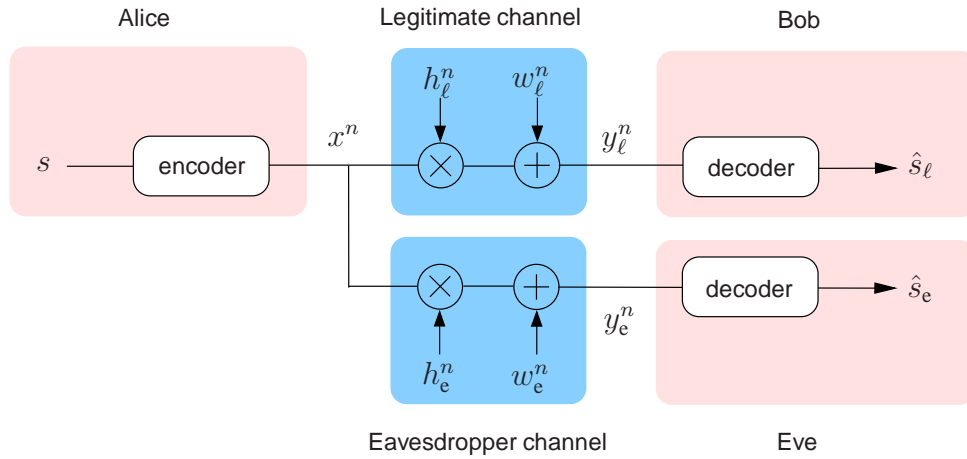 Alice
Legitimate channel
Bob
h_ℓ^n
w_ℓ^n
s
encoder
x^n
×
+
y_ℓ^n
decoder
ŝ_ℓ
×
+
y_e^n
decoder
ŝ_e
h_e^n
w_e^n
Eavesdropper channel
Eve